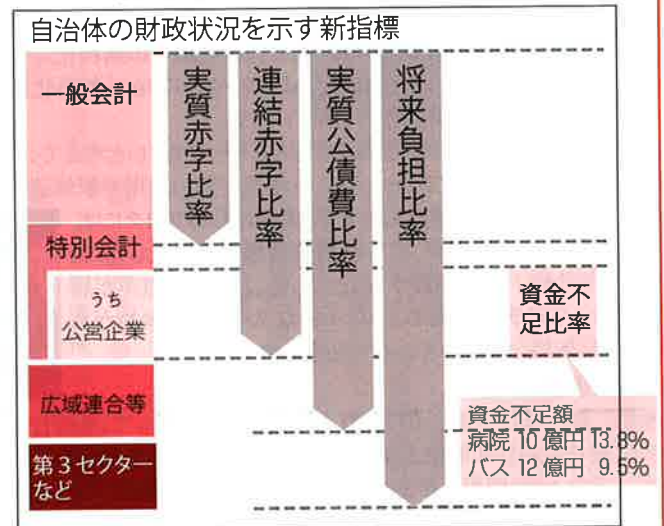 自治体の財政状況を示す新指標
一般会計
特別会計
うち
公営企業
広域連合等
第3セクター
など
実質赤字比率
連結赤字比率
実質公債費比率
将来負担比率
資金不
足比率
資金不足額
病院 10億円 13.8%
バス 12億円 9.5%